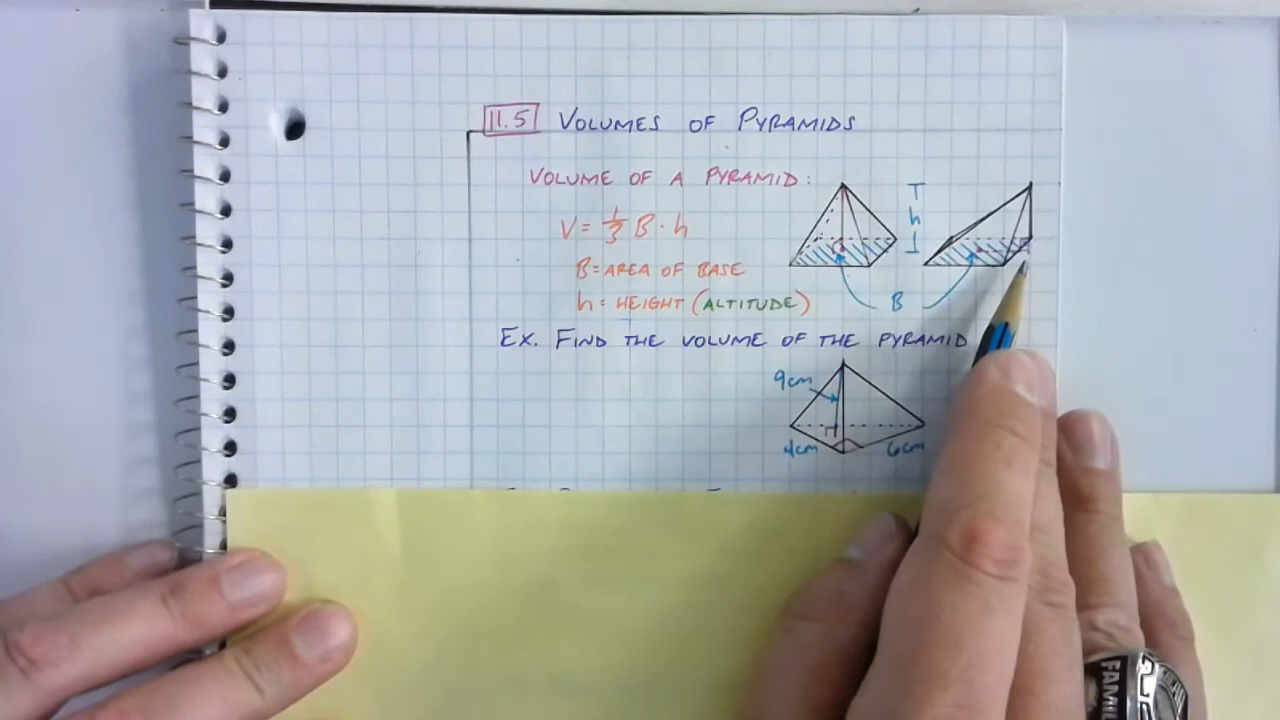 11.5 VOLUMES OF PYRAMIDS
VOLUME OF A PYRAMID:
V = 1/3 B · h
B = AREA OF BASE
h = HEIGHT (ALTITUDE)
h
B
EX. FIND THE VOLUME OF THE PYRAMID
9cm
4cm 6cm
FAMI